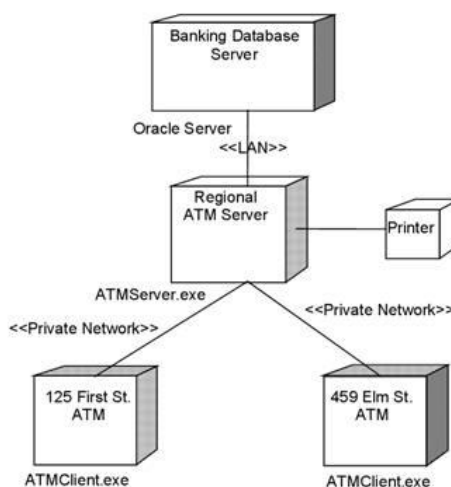 Banking Database
Server
Oracle Server
<<LAN>>
Regional
ATM Server
Printer
ATMServer.exe
<<Private Network>>
<<Private Network>>
125 First St.
ATM
459 Elm St.
ATM
ATMClient.exe
ATMClient.exe